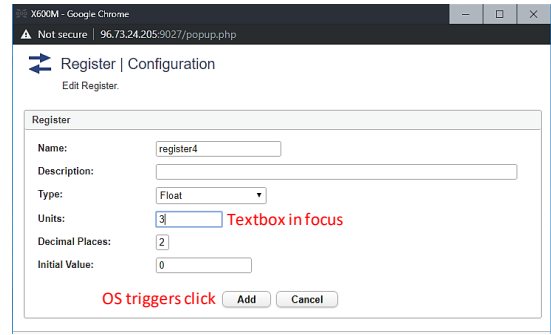 X600M - Google Chrome
Not secure | 96.73.24.205:9027/popup.php
Register | Configuration
Edit Register.
Register
Name: register4
Description:
Type: Float
Units: 3 Textbox in focus
Decimal Places: 2
Initial Value: 0
OS triggers click Add Cancel